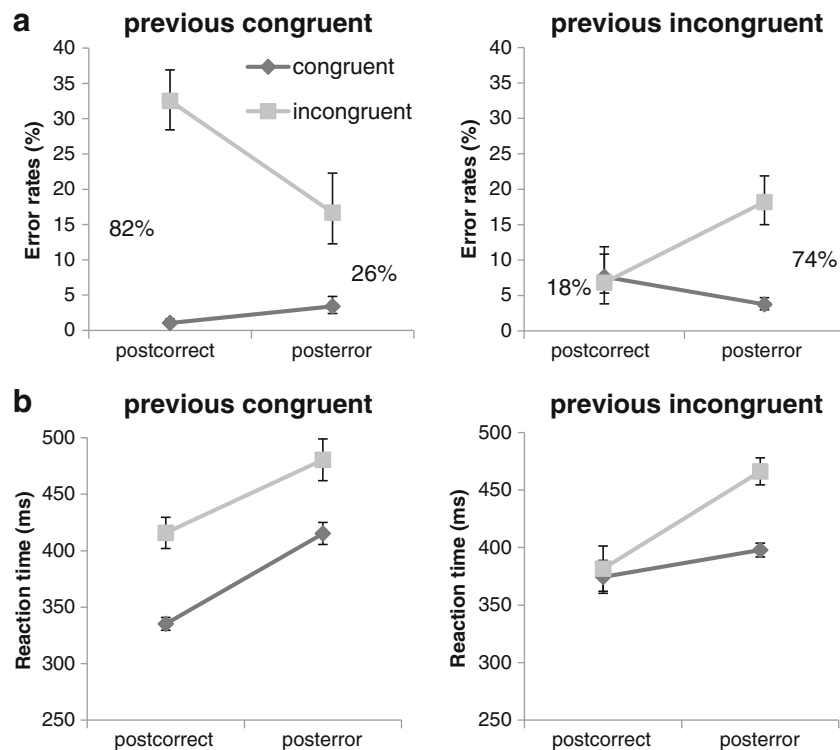 a
previous congruent
previous incongruent
Error rates (%)
40
35
30
25
20
15
10
5
0
congruent
incongruent
82%
26%
postcorrect posterror
Error rates (%)
40
35
30
25
20
15
10
5
0
18%
74%
postcorrect posterror
b
previous congruent
previous incongruent
Reaction time (ms)
500
450
400
350
300
250
postcorrect posterror
Reaction time (ms)
500
450
400
350
300
250
postcorrect posterror